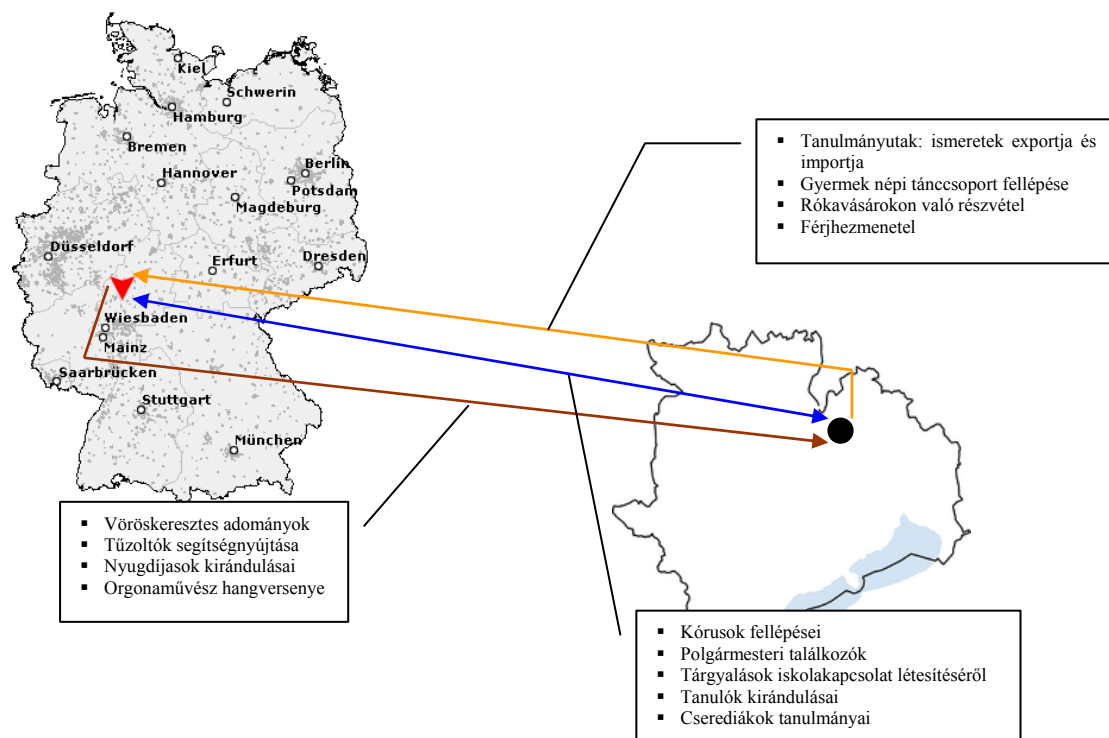 Kiel
Schwerin
Hamburg
Bremen
Berlin
Hannover
Potsdam
Magdeburg
Düsseldorf
Erfurt
Dresden
Wiesbaden
Mainz
Saarbrücken
Stuttgart
München
▪ Tanulmányutak: ismeretek exportja és
importja
▪ Gyermek népi tánccsoport fellépése
▪ Rókavásárokon való részvétel
▪ Férjhezmenetel
▪ Vöröskeresztes adományok
▪ Tűzoltók segítségnyújtása
▪ Nyugdíjasok kirándulásai
▪ Orgonaművész hangversenye
▪ Kórusok fellépései
▪ Polgármesteri találkozók
▪ Tárgyalások iskolakapcsolat létesítéséről
▪ Tanulók kirándulásai
▪ Cserediákok tanulmányai